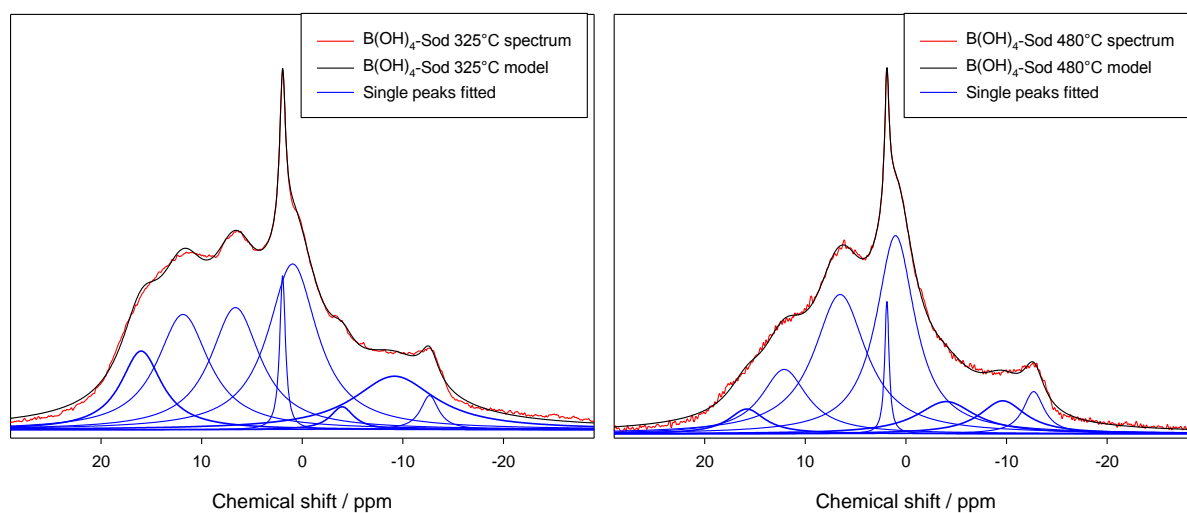 B(OH)₄-Sod 325°C spectrum
B(OH)₄-Sod 325°C model
Single peaks fitted
20 10 0 -10 -20
Chemical shift / ppm
B(OH)₄-Sod 480°C spectrum
B(OH)₄-Sod 480°C model
Single peaks fitted
20 10 0 -10 -20
Chemical shift / ppm